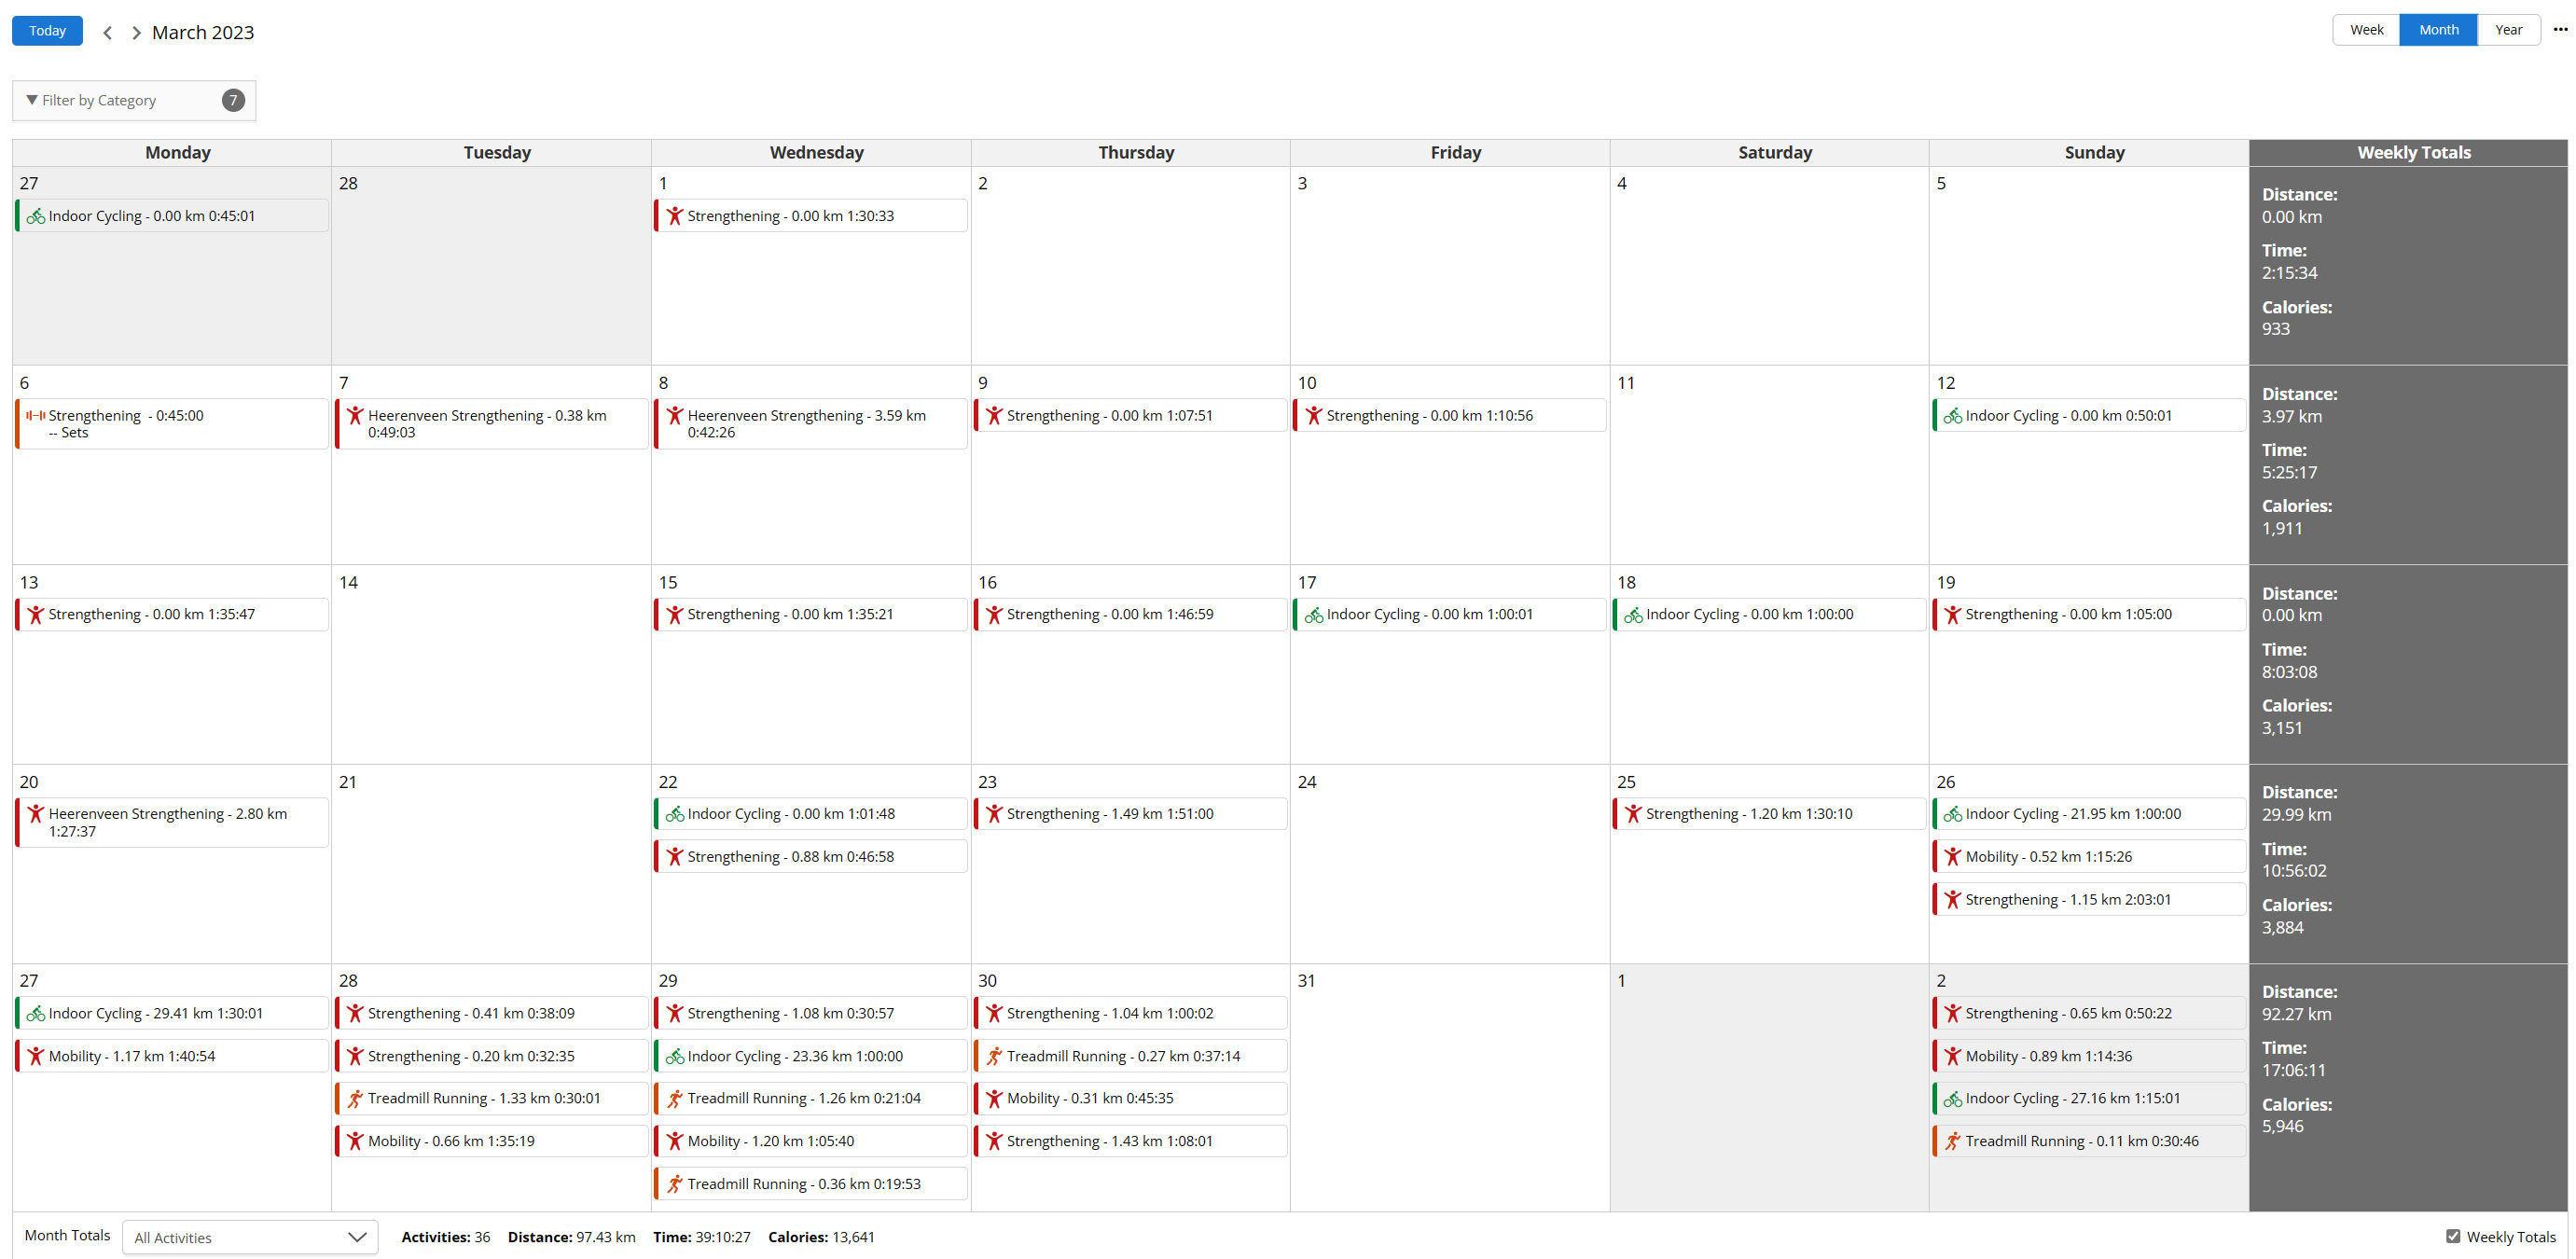 Today
March 2023
Week Month Year
Filter by Category 7
Monday Tuesday Wednesday Thursday Friday Saturday Sunday Weekly Totals
27
Indoor Cycling - 0.00 km 0:45:01
28
1
Strengthening - 0.00 km 1:30:33
2
3
4
5
Distance:
0.00 km
Time:
2:15:34
Calories:
933
6
Strengthening - 0:45:00
-- Sets
7
Heerenveen Strengthening - 0.38 km
0:49:03
8
Heerenveen Strengthening - 3.59 km
0:42:26
9
Strengthening - 0.00 km 1:07:51
10
Strengthening - 0.00 km 1:10:56
11
12
Indoor Cycling - 0.00 km 0:50:01
Distance:
3.97 km
Time:
5:25:17
Calories:
1,911
13
Strengthening - 0.00 km 1:35:47
14
15
Strengthening - 0.00 km 1:35:21
16
Strengthening - 0.00 km 1:46:59
17
Indoor Cycling - 0.00 km 1:00:01
18
Indoor Cycling - 0.00 km 1:00:00
19
Strengthening - 0.00 km 1:05:00
Distance:
0.00 km
Time:
8:03:08
Calories:
3,151
20
Heerenveen Strengthening - 2.80 km
1:27:37
21
22
Indoor Cycling - 0.00 km 1:01:48
Strengthening - 0.88 km 0:46:58
23
Strengthening - 1.49 km 1:51:00
24
25
Strengthening - 1.20 km 1:30:10
26
Indoor Cycling - 21.95 km 1:00:00
Mobility - 0.52 km 1:15:26
Strengthening - 1.15 km 2:03:01
Distance:
29.99 km
Time:
10:56:02
Calories:
3,884
27
Indoor Cycling - 29.41 km 1:30:01
Mobility - 1.17 km 1:40:54
28
Strengthening - 0.41 km 0:38:09
Strengthening - 0.20 km 0:32:35
Treadmill Running - 1.33 km 0:30:01
Mobility - 0.66 km 1:35:19
29
Strengthening - 1.08 km 0:30:57
Indoor Cycling - 23.36 km 1:00:00
Treadmill Running - 1.26 km 0:21:04
Mobility - 1.20 km 1:05:40
Treadmill Running - 0.36 km 0:19:53
30
Strengthening - 1.04 km 1:00:02
Treadmill Running - 0.27 km 0:37:14
Mobility - 0.31 km 0:45:35
Strengthening - 1.43 km 1:08:01
31
1
2
Strengthening - 0.65 km 0:50:22
Mobility - 0.89 km 1:14:36
Indoor Cycling - 27.16 km 1:15:01
Treadmill Running - 0.11 km 0:30:46
Distance:
92.27 km
Time:
17:06:11
Calories:
5,946
Month Totals All Activities Activities: 36 Distance: 97.43 km Time: 39:10:27 Calories: 13,641 Weekly Totals